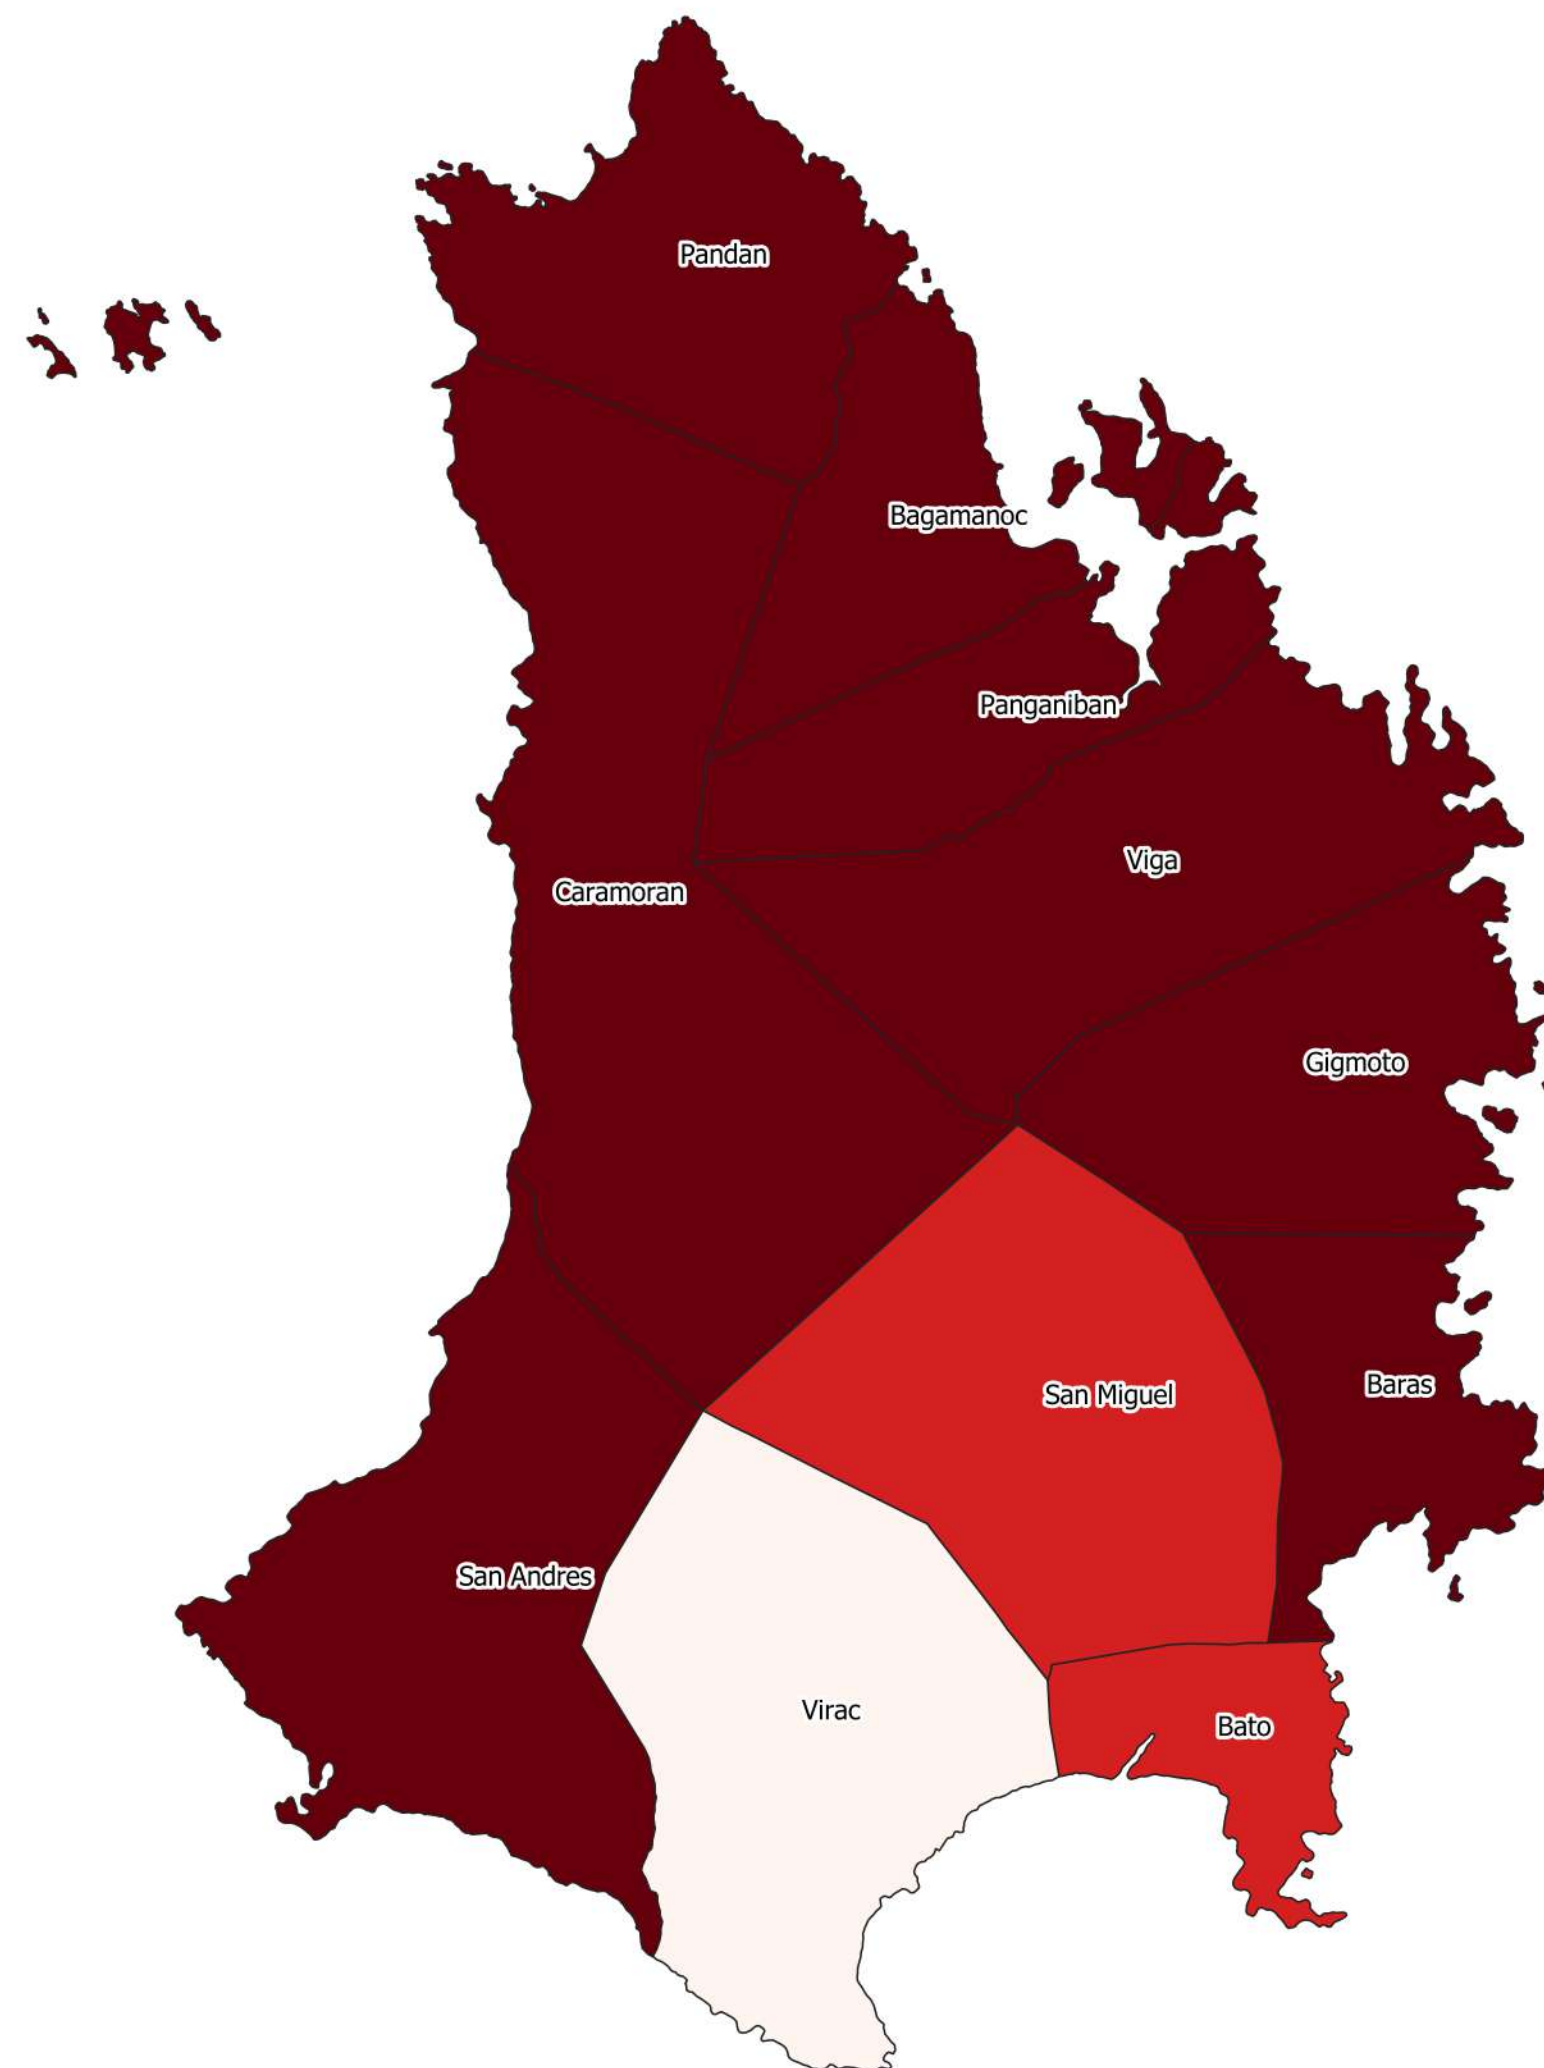 Pandan
Bagamanoc
Panganiban
Viga
Caramoran
Gigmoto
Baras
San Miguel
San Andres
Virac
Bato